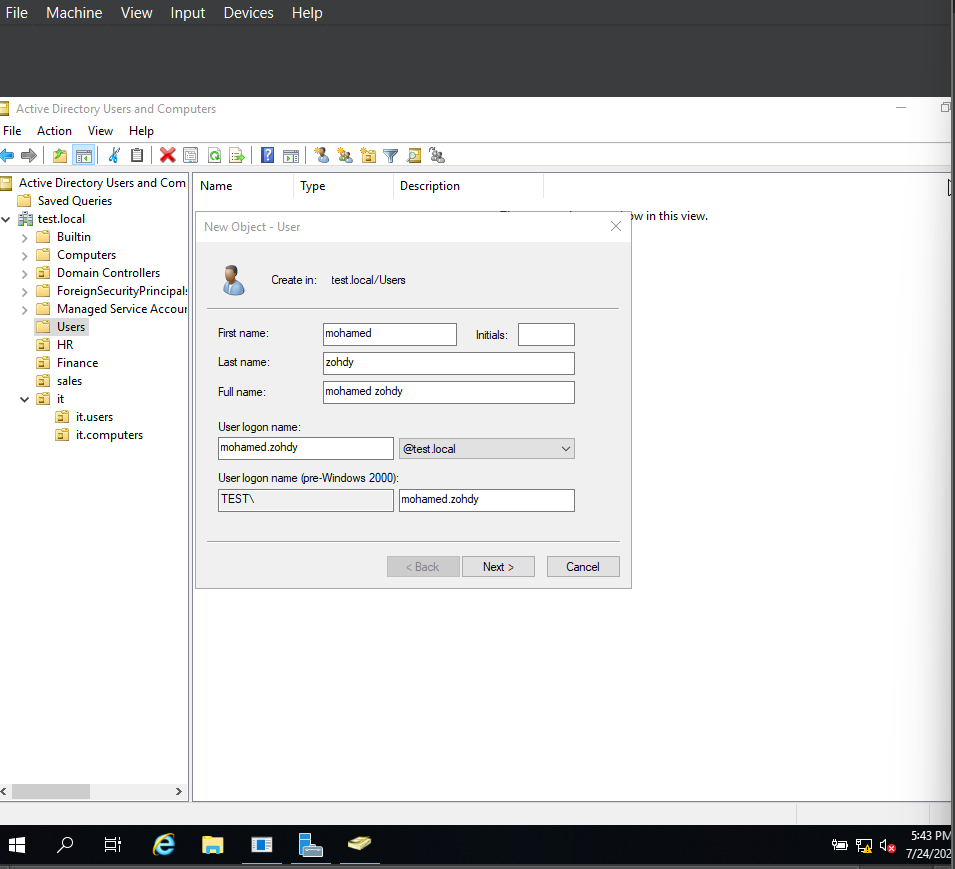 File Machine View Input Devices Help
Active Directory Users and Computers
File Action View Help
Active Directory Users and Com
Saved Queries
test.local
Builtin
Computers
Domain Controllers
ForeignSecurityPrincipals
Managed Service Accour
Users
HR
Finance
sales
it
it.users
it.computers
Name Type Description
in this view.
New Object - User
Create in: test.local/Users
First name: mohamed Initials:
Last name: zohdy
Full name: mohamed zohdy
User logon name:
mohamed.zohdy @test.local
User logon name (pre-Windows 2000):
TEST\ mohamed.zohdy
< Back Next > Cancel
5:43 PM
7/24/202